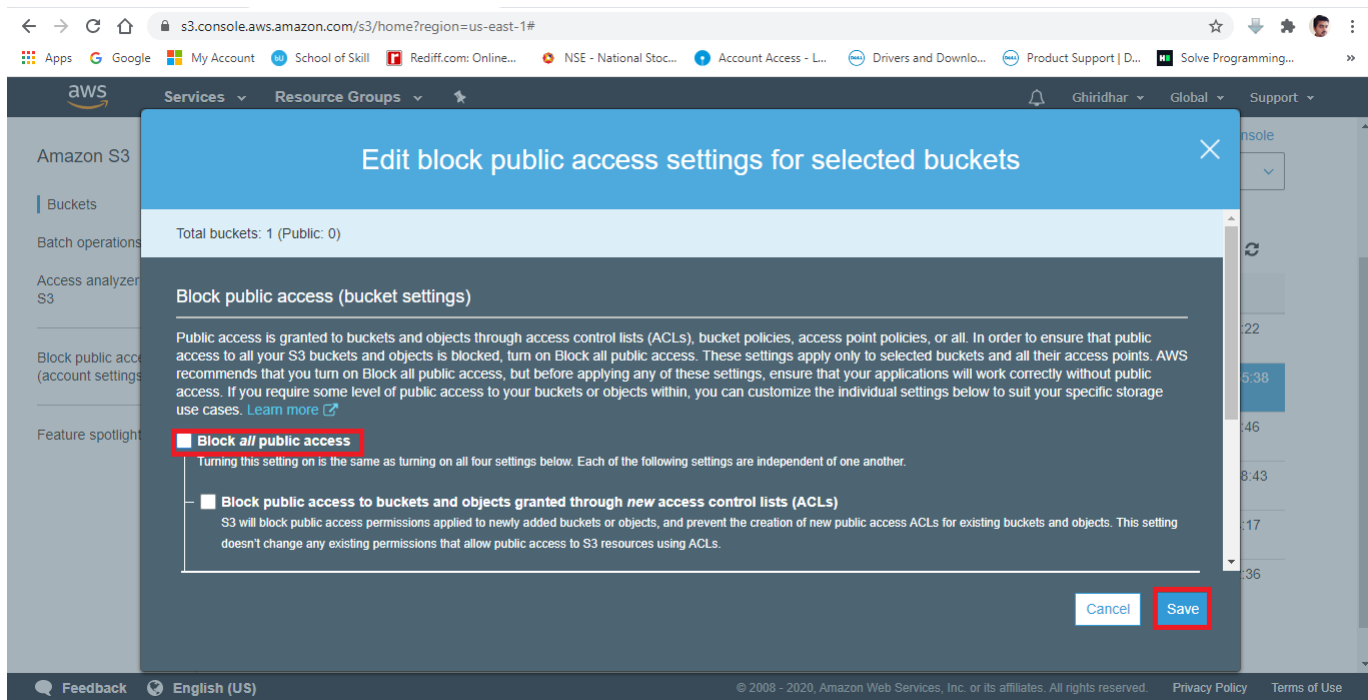 s3.console.aws.amazon.com/s3/home?region=us-east-1#
Apps Google My Account School of Skill Rediff.com: Online... NSE - National Stoc... Account Access - L... Drivers and Downlo... Product Support | D... Solve Programming... »
aws Services Resource Groups Ghiridhar Global Support
Amazon S3
Buckets
Batch operations
Access analyzer
S3
Block public acce
(account settings
Feature spotlight
nsole
Edit block public access settings for selected buckets
Total buckets: 1 (Public: 0)
Block public access (bucket settings)
Public access is granted to buckets and objects through access control lists (ACLs), bucket policies, access point policies, or all. In order to ensure that public
access to all your S3 buckets and objects is blocked, turn on Block all public access. These settings apply only to selected buckets and all their access points. AWS
recommends that you turn on Block all public access, but before applying any of these settings, ensure that your applications will work correctly without public
access. If you require some level of public access to your buckets or objects within, you can customize the individual settings below to suit your specific storage
use cases. Learn more
Block all public access
Turning this setting on is the same as turning on all four settings below. Each of the following settings are independent of one another.
Block public access to buckets and objects granted through new access control lists (ACLs)
S3 will block public access permissions applied to newly added buckets or objects, and prevent the creation of new public access ACLs for existing buckets and objects. This setting
doesn't change any existing permissions that allow public access to S3 resources using ACLs.
Cancel Save
:22
5:38
:46
8:43
:17
:36
Feedback English (US) © 2008 - 2020, Amazon Web Services, Inc. or its affiliates. All rights reserved. Privacy Policy Terms of Use